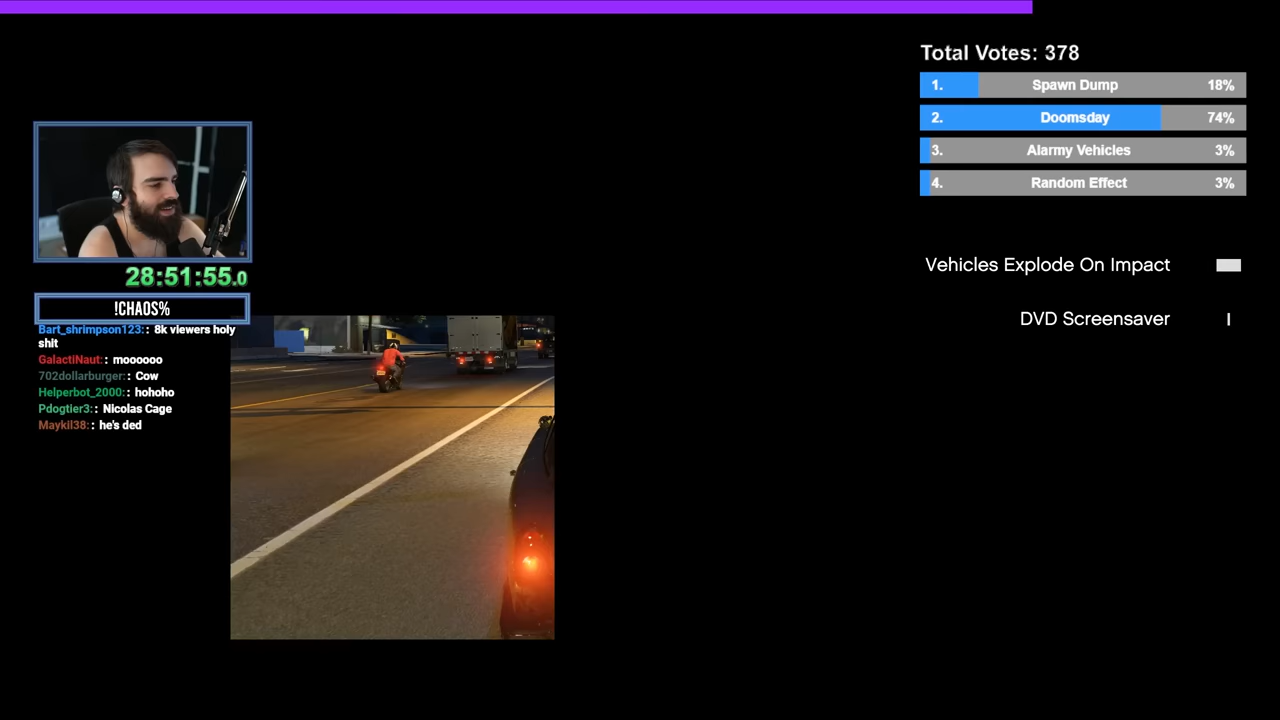 Total Votes: 378
1. Spawn Dump 18%
2. Doomsday 74%
3. Alarmy Vehicles 3%
4. Random Effect 3%
Vehicles Explode On Impact
DVD Screensaver
28:51:55.0
!CHAOS%
Bart_shrimpson123:: 8k viewers holy
shit
GalactiNaut:: moooooo
702dollarburger:: Cow
Helperbot_2000:: hohoho
Pdogtier3:: Nicolas Cage
Maykil38:: he's ded